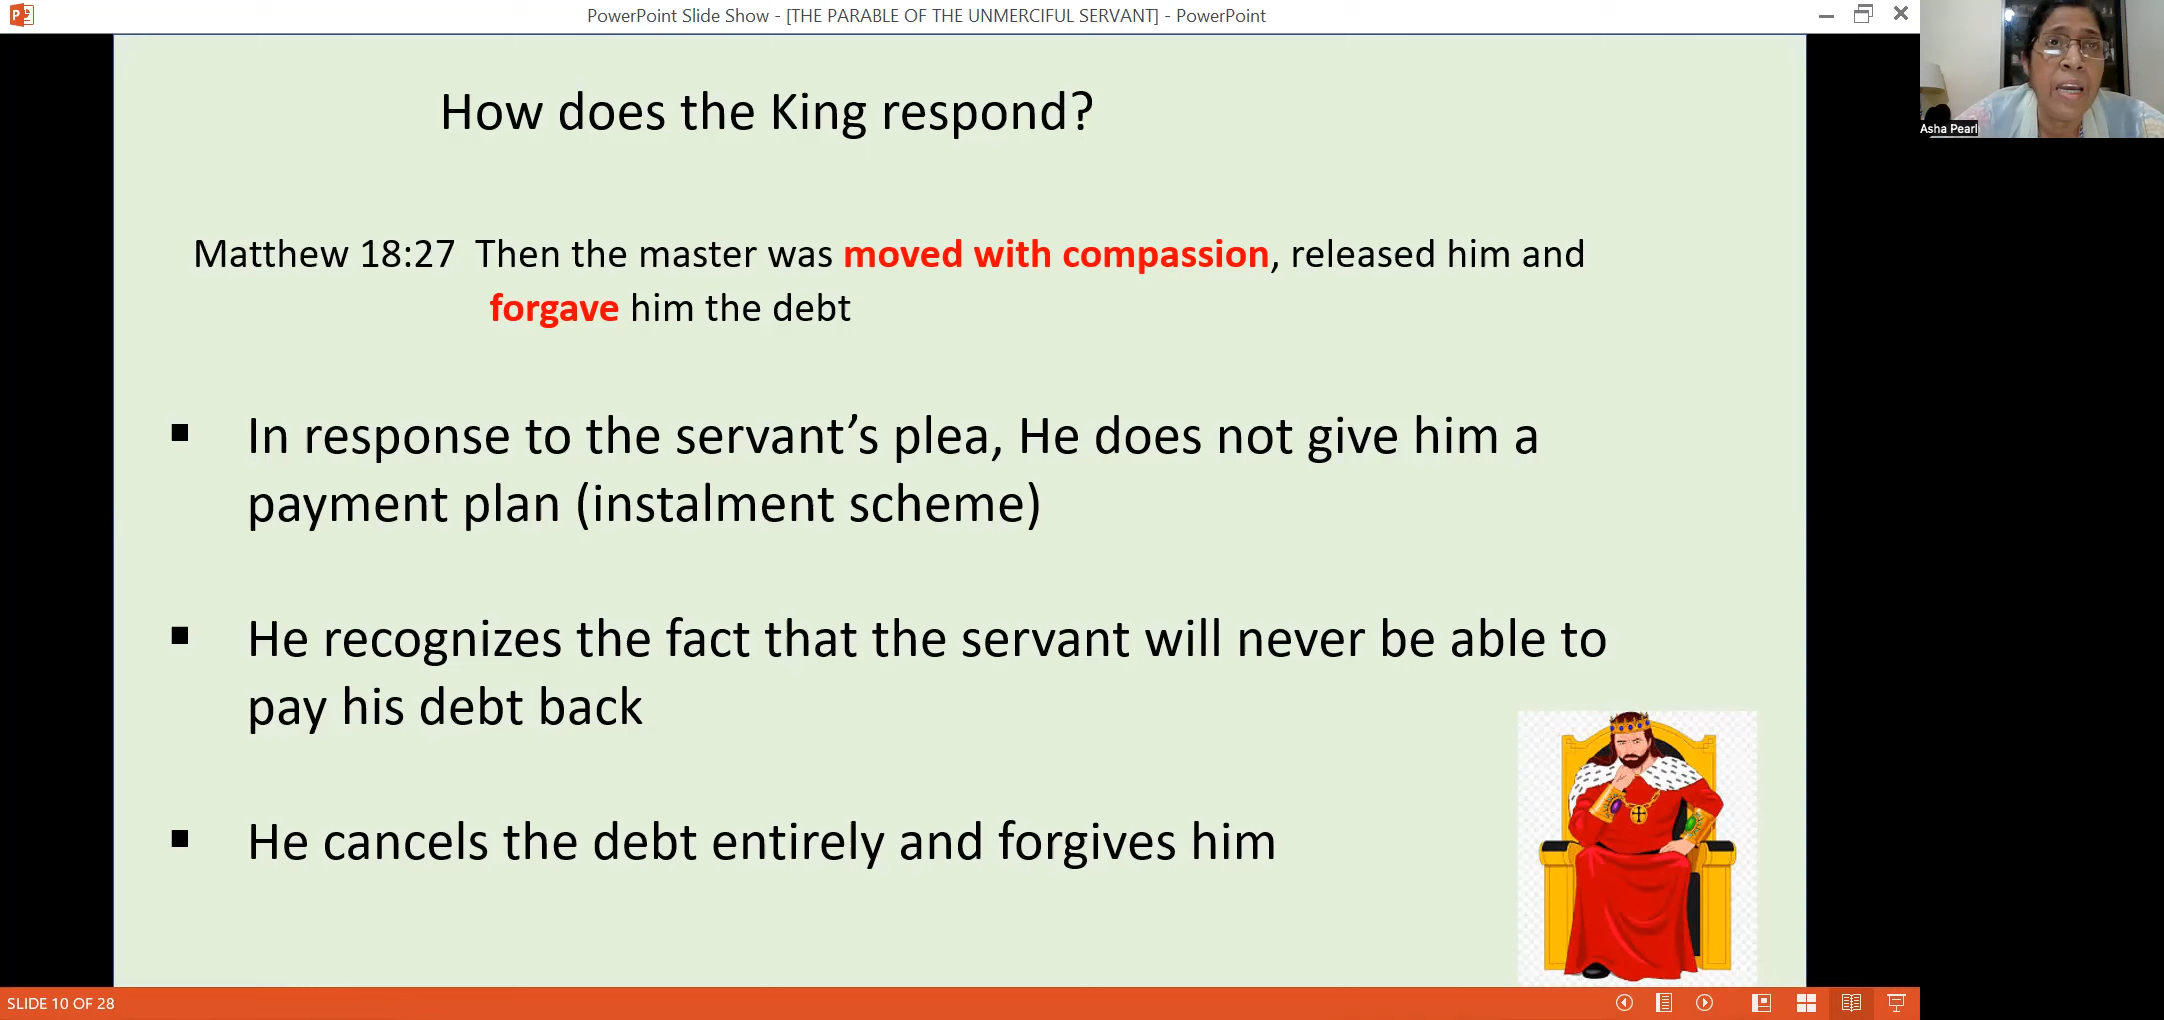 PowerPoint Slide Show - [THE PARABLE OF THE UNMERCIFUL SERVANT] - PowerPoint
Asha Pearl
How does the King respond?
Matthew 18:27 Then the master was moved with compassion, released him and
forgave him the debt
▪ In response to the servant’s plea, He does not give him a
payment plan (instalment scheme)
▪ He recognizes the fact that the servant will never be able to
pay his debt back
▪ He cancels the debt entirely and forgives him
SLIDE 10 OF 28